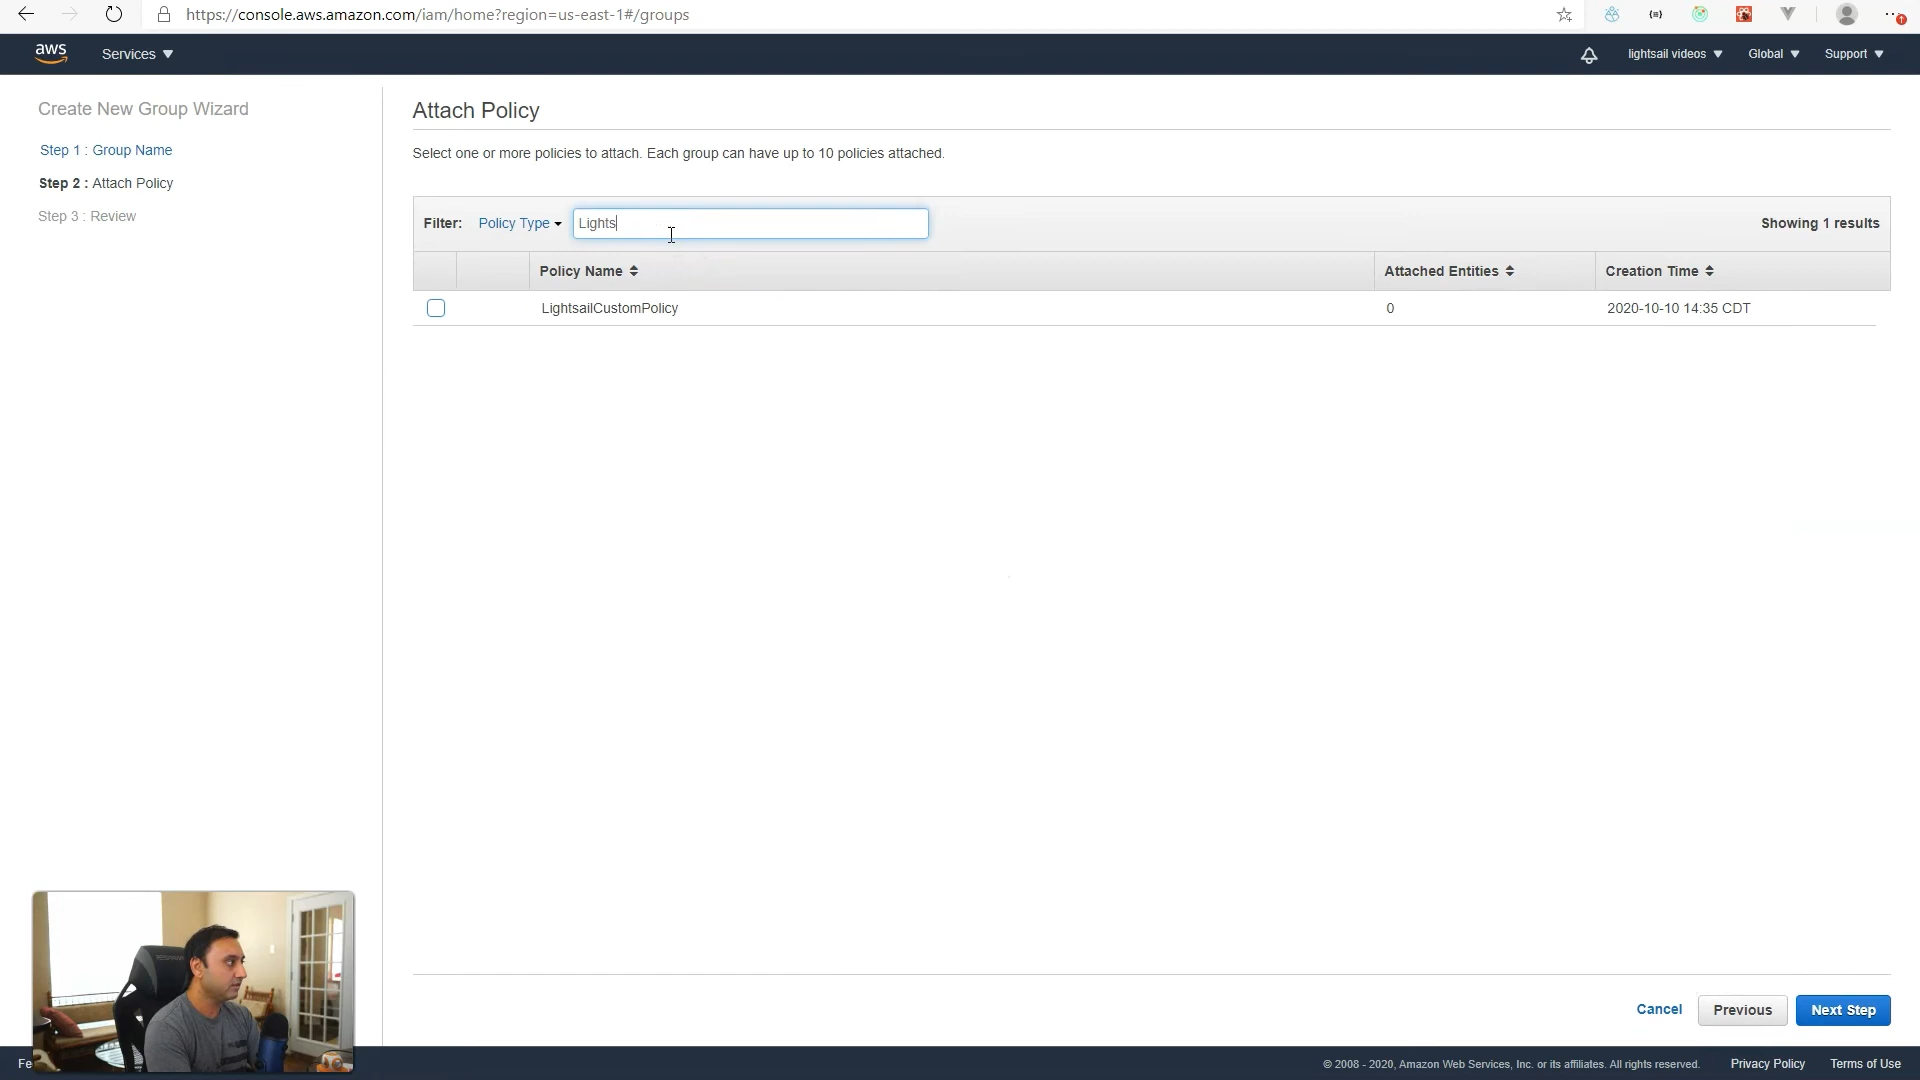 https://console.aws.amazon.com/iam/home?region=us-east-1#/groups
aws
Services
lightsail videos
Global
Support
Create New Group Wizard
Step 1 : Group Name
Step 2 : Attach Policy
Step 3 : Review
Attach Policy
Select one or more policies to attach. Each group can have up to 10 policies attached.
Filter: Policy Type
Lights
Showing 1 results
Policy Name
Attached Entities
Creation Time
LightsailCustomPolicy
0
2020-10-10 14:35 CDT
Cancel
Previous
Next Step
Fe
© 2008 - 2020, Amazon Web Services, Inc. or its affiliates. All rights reserved.
Privacy Policy
Terms of Use